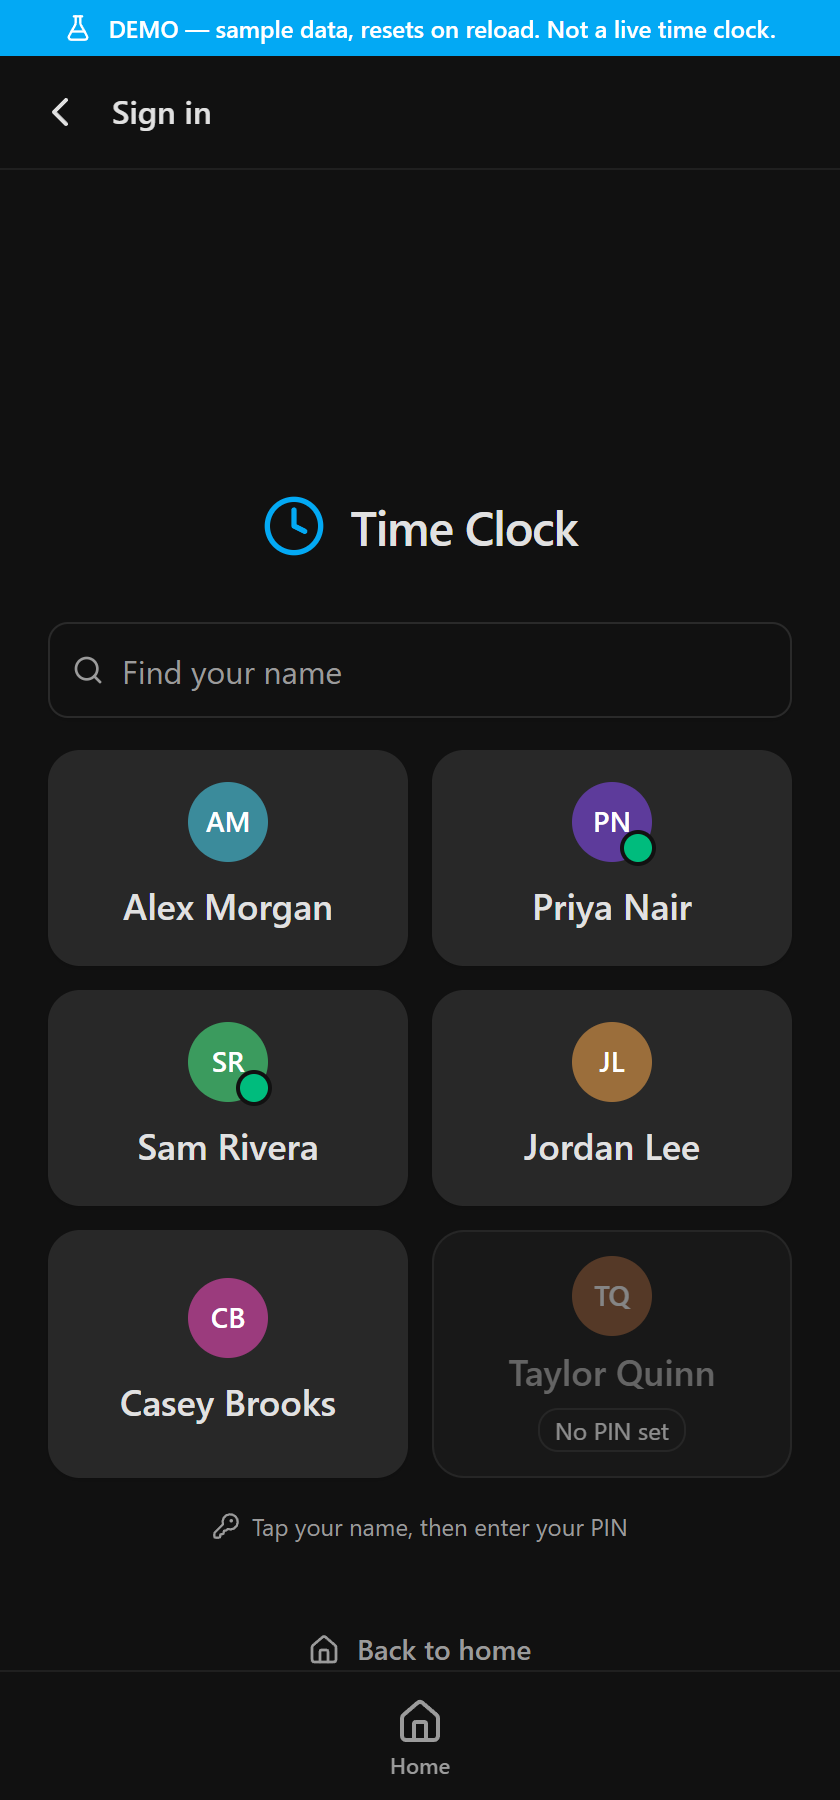 DEMO — sample data, resets on reload. Not a live time clock.
Sign in
Time Clock
Find your name
AM
Alex Morgan
PN
Priya Nair
SR
Sam Rivera
JL
Jordan Lee
CB
Casey Brooks
TQ
Taylor Quinn
No PIN set
Tap your name, then enter your PIN
Back to home
Home